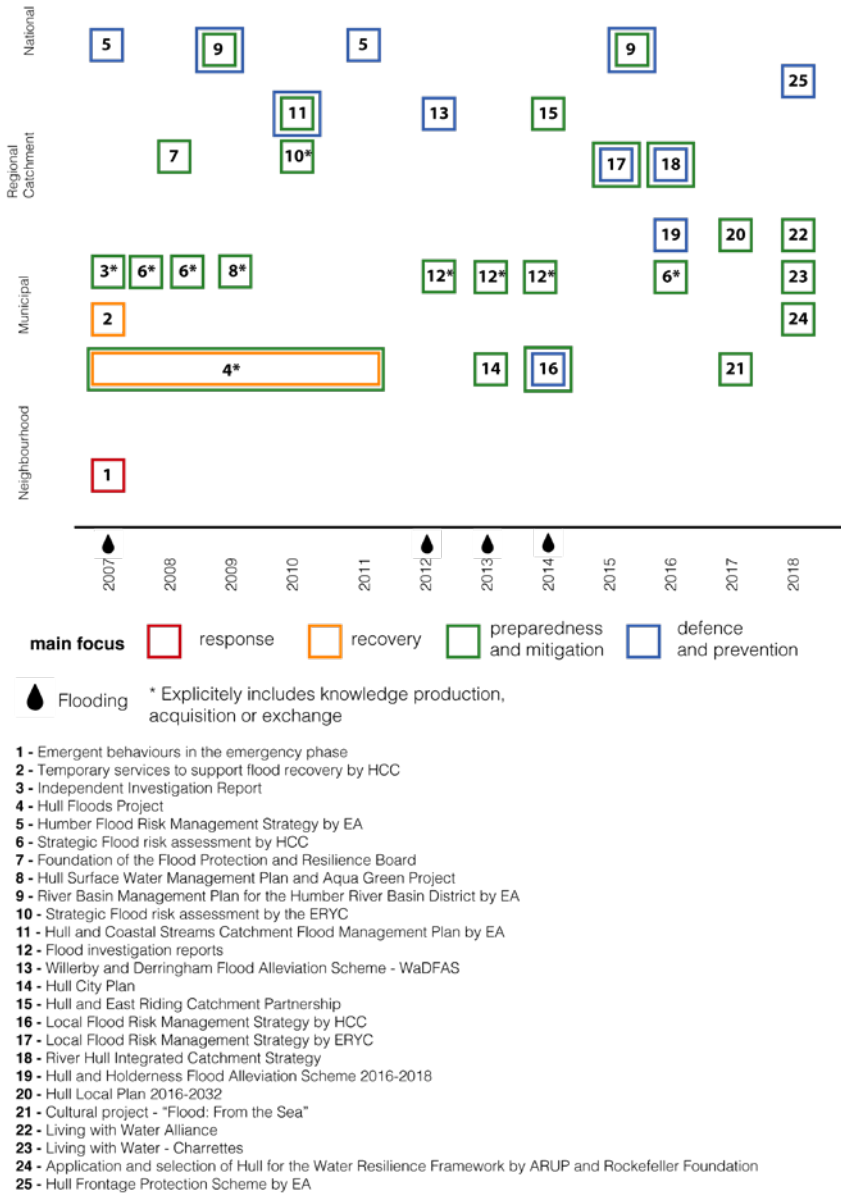 National
5
9
5
9
25
11
13
15
Regional
Catchment
7
10*
17
18
19
20
22
Municipal
3*
6*
6*
8*
12*
12*
12*
6*
23
2
24
4*
14
16
21
Neighbourhood
1
2007
2008
2009
2010
2011
2012
2013
2014
2015
2016
2017
2018
main focus
response
recovery
preparedness
and mitigation
defence
and prevention
Flooding
* Explicitely includes knowledge production,
acquisition or exchange
1 - Emergent behaviours in the emergency phase
2 - Temporary services to support flood recovery by HCC
3 - Independent Investigation Report
4 - Hull Floods Project
5 - Humber Flood Risk Management Strategy by EA
6 - Strategic Flood risk assessment by HCC
7 - Foundation of the Flood Protection and Resilience Board
8 - Hull Surface Water Management Plan and Aqua Green Project
9 - River Basin Management Plan for the Humber River Basin District by EA
10 - Strategic Flood risk assessment by the ERYC
11 - Hull and Coastal Streams Catchment Flood Management Plan by EA
12 - Flood investigation reports
13 - Willerby and Derringham Flood Alleviation Scheme - WaDFAS
14 - Hull City Plan
15 - Hull and East Riding Catchment Partnership
16 - Local Flood Risk Management Strategy by HCC
17 - Local Flood Risk Management Strategy by ERYC
18 - River Hull Integrated Catchment Strategy
19 - Hull and Holderness Flood Alleviation Scheme 2016-2018
20 - Hull Local Plan 2016-2032
21 - Cultural project - "Flood: From the Sea"
22 - Living with Water Alliance
23 - Living with Water - Charrettes
24 - Application and selection of Hull for the Water Resilience Framework by ARUP and Rockefeller Foundation
25 - Hull Frontage Protection Scheme by EA